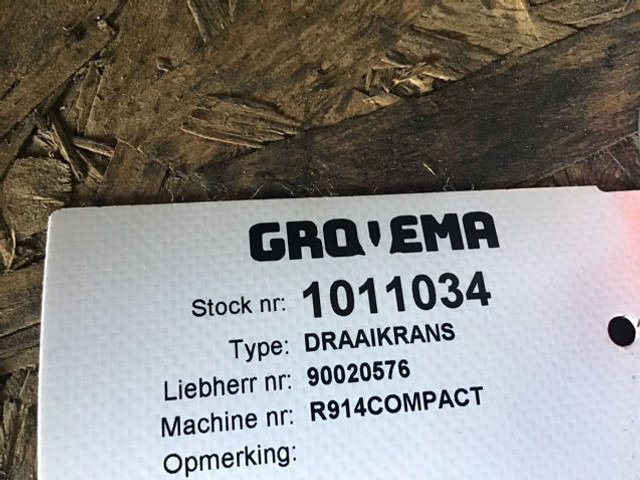 GRQ'EMA
Stock nr: 1011034
Type: DRAAIKRANS
Liebherr nr: 90020576
Machine nr: R914COMPACT
Opmerking: